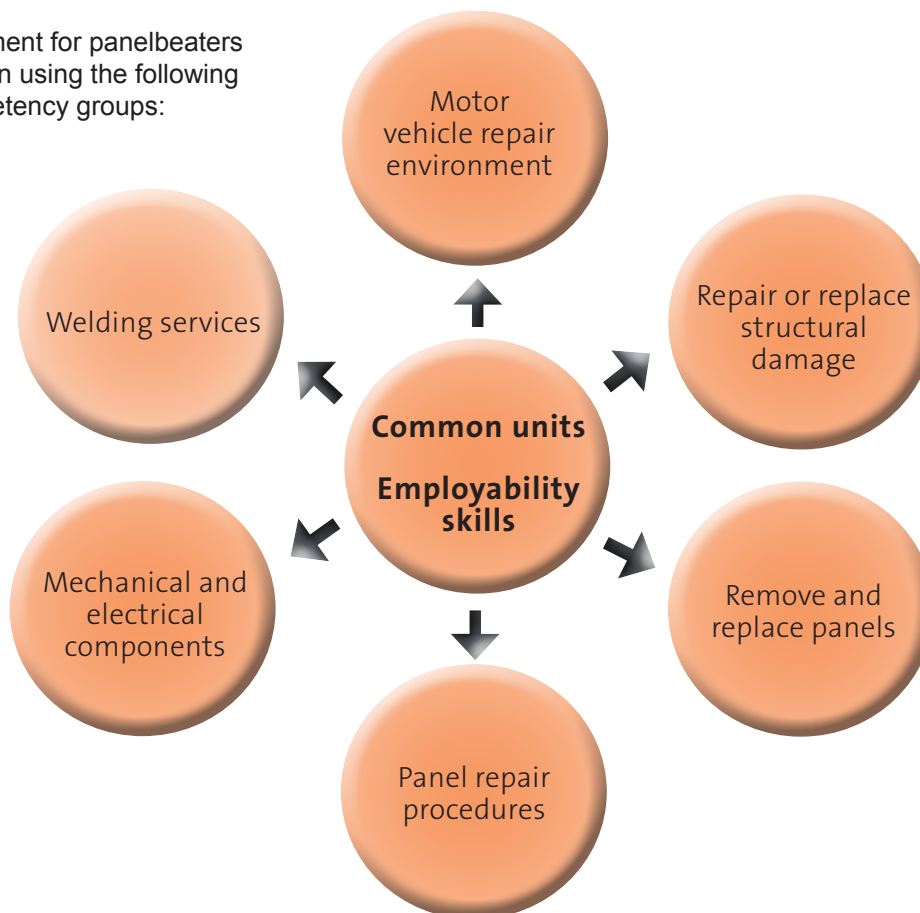 ment for panelbeaters
n using the following
etency groups:
Motor
vehicle repair
environment
Welding services
Repair or replace
structural
damage
Common units
Employability
skills
Mechanical and
electrical
components
Remove and
replace panels
Panel repair
procedures